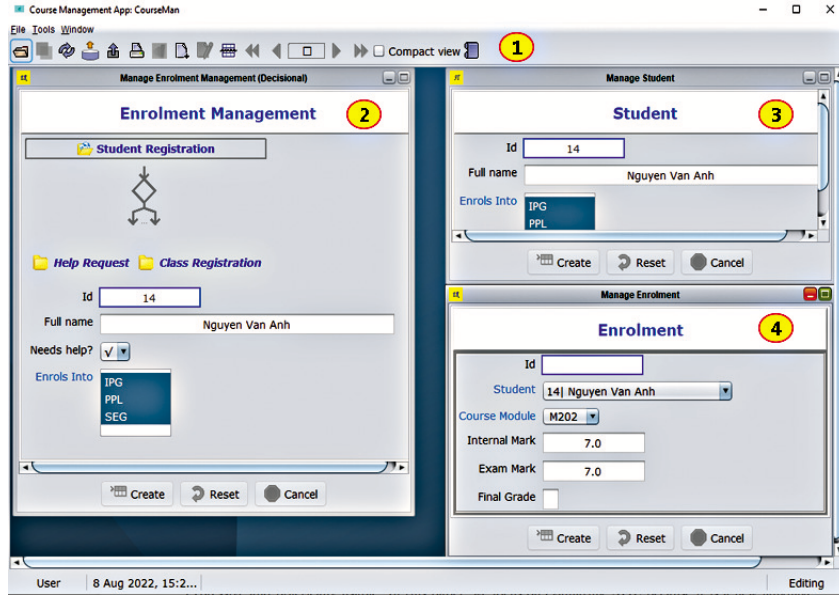 Course Management App: CourseMan
File Tools Window
Compact view 1
Manage Enrolment Management (Decisional)
Enrolment Management 2
Student Registration
...
Help Request Class Registration
Id 14
Full name Nguyen Van Anh
Needs help? √
Enrols Into IPG
PPL
SEG
Create Reset Cancel
Manage Student
Student 3
Id 14
Full name Nguyen Van Anh
Enrols Into IPG
PPL
Create Reset Cancel
Manage Enrolment
Enrolment 4
Id
Student 14| Nguyen Van Anh
Course Module M202
Internal Mark 7.0
Exam Mark 7.0
Final Grade
Create Reset Cancel
User 8 Aug 2022, 15:2... Editing